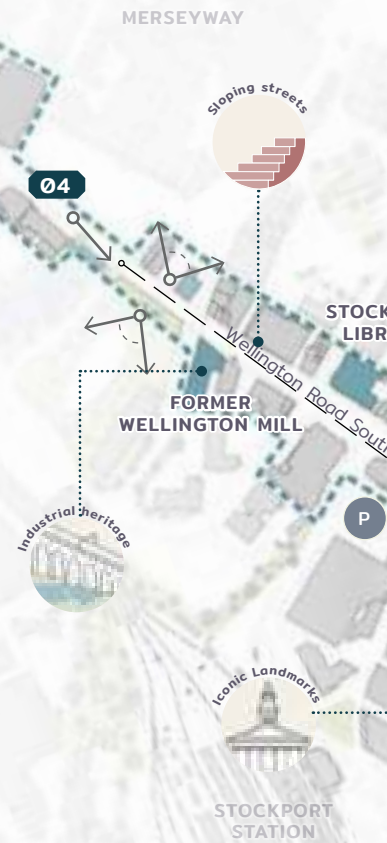 MERSEYWAY
Sloping streets
04
STOCK
LIBR
Wellington Road South
FORMER
WELLINGTON MILL
P
Industrial heritage
Iconic Landmarks
STOCKPORT
STATION